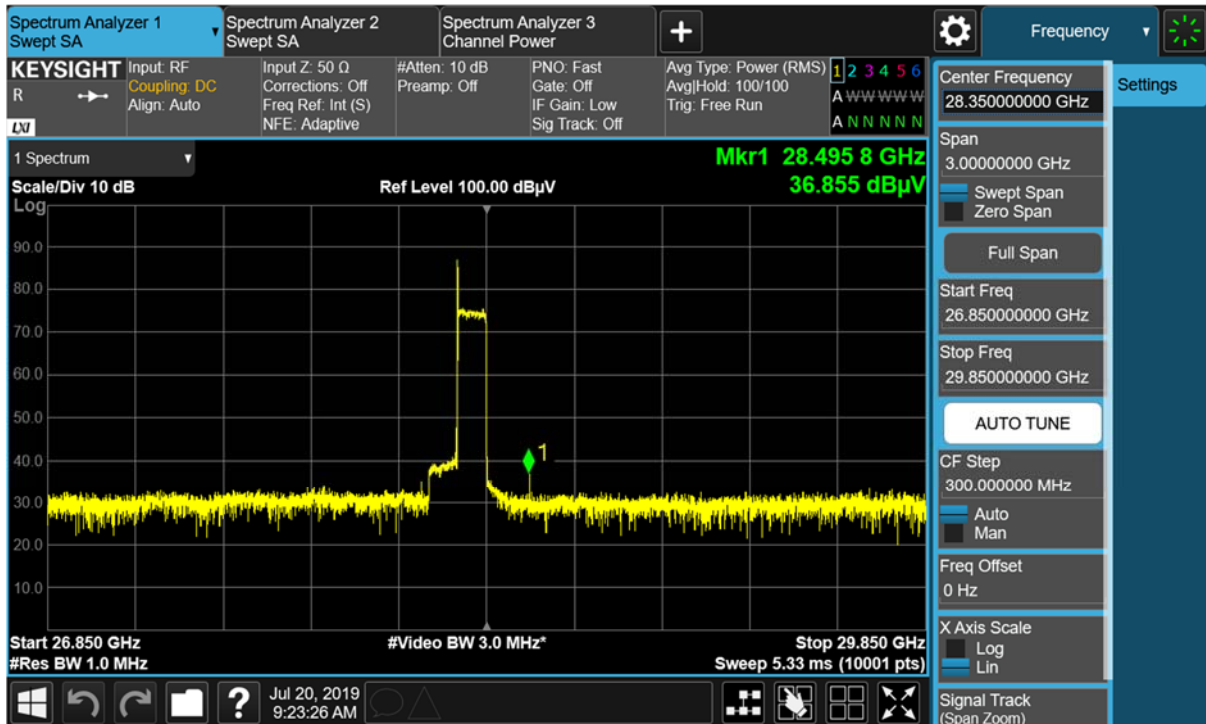 Spectrum Analyzer 1
Swept SA
Spectrum Analyzer 2
Swept SA
Spectrum Analyzer 3
Channel Power
+
Frequency
KEYSIGHT
R
LXI
Input: RF
Coupling: DC
Align: Auto
Input Z: 50 Ω
Corrections: Off
Freq Ref: Int (S)
NFE: Adaptive
#Atten: 10 dB
Preamp: Off
PNO: Fast
Gate: Off
IF Gain: Low
Sig Track: Off
Avg Type: Power (RMS)
Avg|Hold: 100/100
Trig: Free Run
1 2 3 4 5 6
A W W W W W
A N N N N N
1 Spectrum
Scale/Div 10 dB
Log
Ref Level 100.00 dBµV
Mkr1 28.495 8 GHz
36.855 dBµV
90.0
80.0
70.0
60.0
50.0
40.0
30.0
20.0
10.0
1
Start 26.850 GHz
#Res BW 1.0 MHz
#Video BW 3.0 MHz*
Stop 29.850 GHz
Sweep 5.33 ms (10001 pts)
Center Frequency
28.350000000 GHz
Span
3.00000000 GHz
Swept Span
Zero Span
Full Span
Start Freq
26.850000000 GHz
Stop Freq
29.850000000 GHz
AUTO TUNE
CF Step
300.000000 MHz
Auto
Man
Freq Offset
0 Hz
X Axis Scale
Log
Lin
Signal Track
(Span Zoom)
Settings
?
Jul 20, 2019
9:23:26 AM